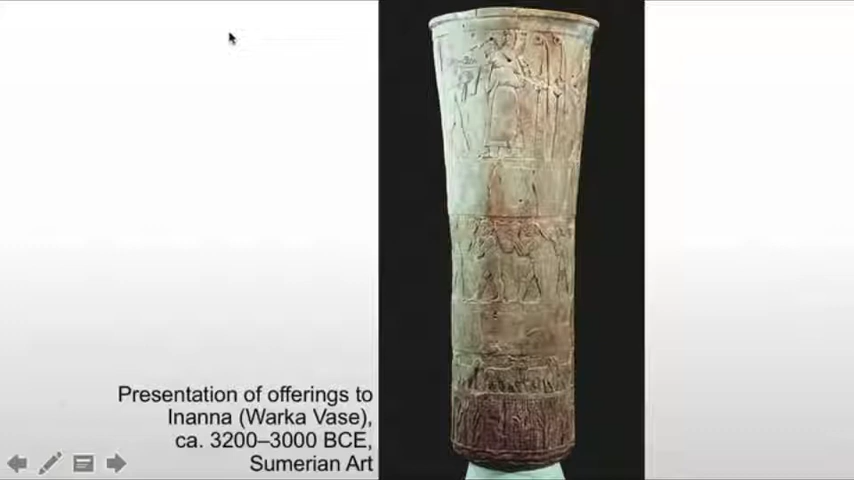 Presentation of offerings to
Inanna (Warka Vase),
ca. 3200–3000 BCE,
Sumerian Art